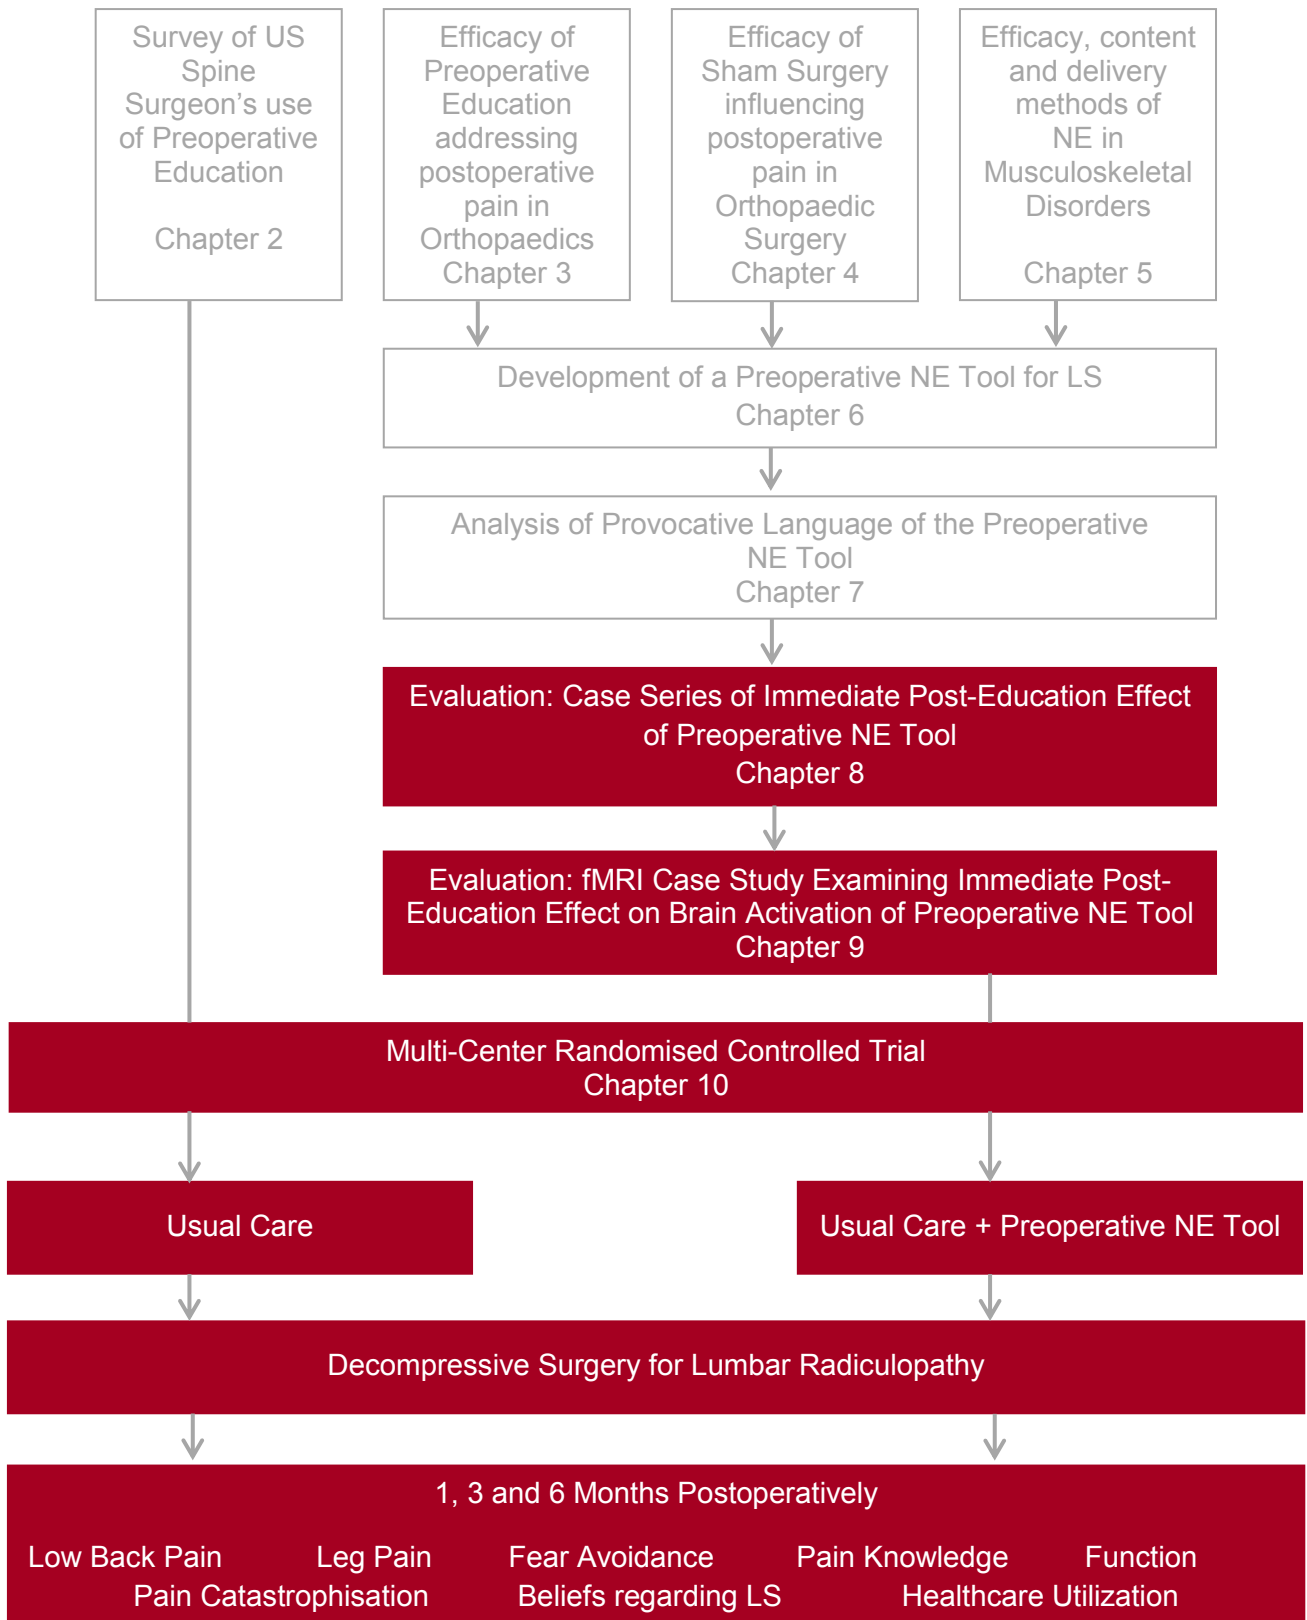 Survey of US
Spine
Surgeon's use
of Preoperative
Education
Chapter 2
Efficacy of
Preoperative
Education
addressing
postoperative
pain in
Orthopaedics
Chapter 3
Efficacy of
Sham Surgery
influencing
postoperative
pain in
Orthopaedic
Surgery
Chapter 4
Efficacy, content
and delivery
methods of
NE in
Musculoskeletal
Disorders
Chapter 5
Development of a Preoperative NE Tool for LS
Chapter 6
Analysis of Provocative Language of the Preoperative
NE Tool
Chapter 7
Evaluation: Case Series of Immediate Post-Education Effect
of Preoperative NE Tool
Chapter 8
Evaluation: fMRI Case Study Examining Immediate Post-
Education Effect on Brain Activation of Preoperative NE Tool
Chapter 9
Multi-Center Randomised Controlled Trial
Chapter 10
Usual Care
Usual Care + Preoperative NE Tool
Decompressive Surgery for Lumbar Radiculopathy
1, 3 and 6 Months Postoperatively
Low Back Pain Leg Pain Fear Avoidance Pain Knowledge Function
Pain Catastrophisation Beliefs regarding LS Healthcare Utilization